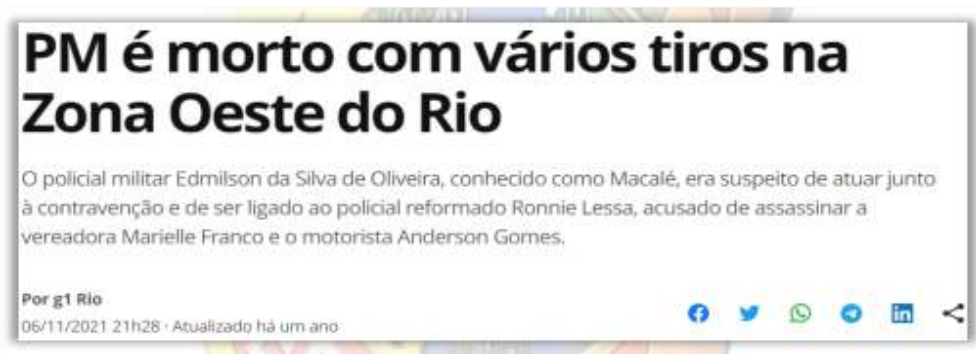 PM é morto com vários tiros na
Zona Oeste do Rio
O policial militar Edmilson da Silva de Oliveira, conhecido como Macalé, era suspeito de atuar junto
à contravenção e de ser ligado ao policial reformado Ronnie Lessa, acusado de assassinar a
vereadora Marielle Franco e o motorista Anderson Gomes.
Por g1 Rio
06/11/2021 21h28 · Atualizado há um ano